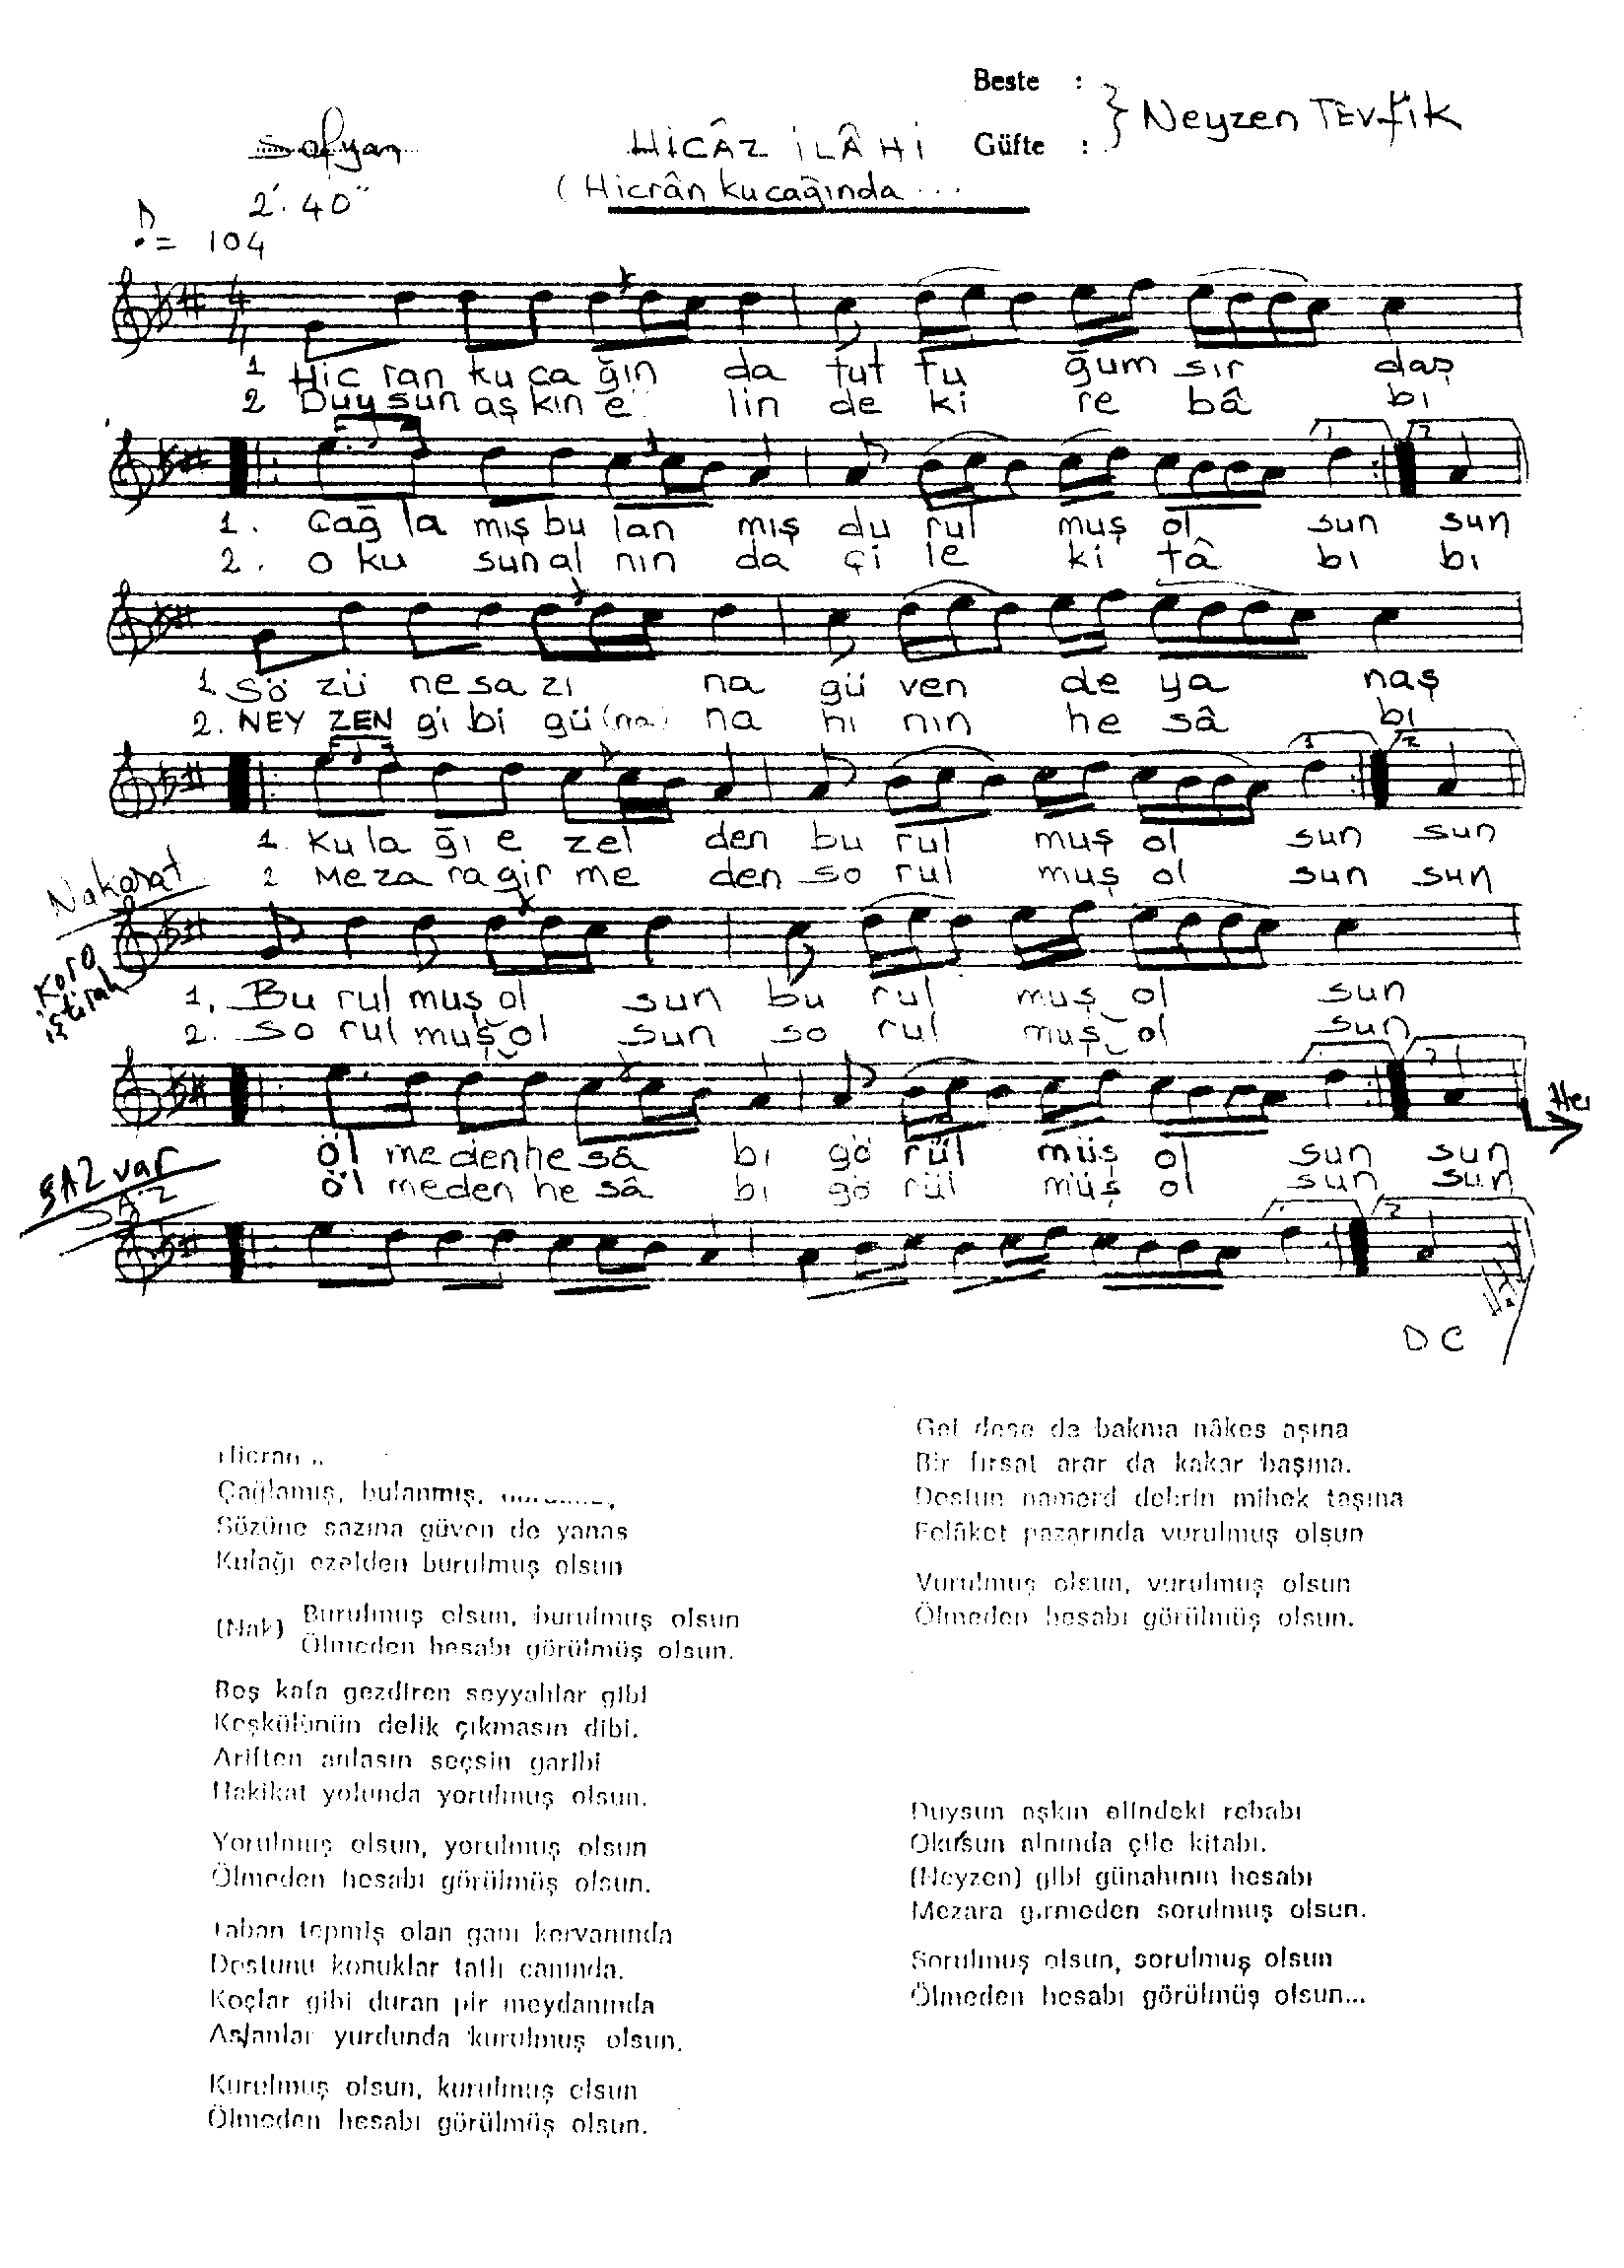 Beste :
Güfte :
} Neyzen TEVfik
Sofyan
HİCÂZ İLÂHİ
2'. 40''
(Hicrân kucağında ...
= 104
1 Hic ran ku ca ğın da tut tu ğum sır daş
2 Duy sun aş kın e lin de ki re bâ bı
1. Çağ la mış bu lan mış du rul muş ol sun sun
2. o ku sun al nın da çi le ki tâ bı bı
1. Sö zü ne sa zı na gü ven de ya naş
2. NEY ZEN gi bi gü (na) na hı nın he sâ bı
1. Ku la ğı e zel den bu rul muş ol sun sun
2 Me za ra gir me den so rul muş ol sun sun
Nakarat
Koro iştirak
1. Bu rul muş ol sun bu rul muş ol sun
2. So rul muş ol sun so rul muş ol sun
1. 2.
öl me den he sâ bı gö rül müş ol sun sun
öl me den he sâ bı gö rül müş ol sun sun
SAZ var
SAZ
D C
Hicran ..
Çağlamış, bulanmış,
Sözüne sazına güven de yanaş
Kulağı ezelden burulmuş olsun
(Nak) Burulmuş olsun, burulmuş olsun
Ölmeden hesabı görülmüş olsun.
Boş kafa gezdiren seyyahlar gibi
Keşkülünün delik çıkmasın dibi.
Ariften anlasın seçsin garibi
Hakikat yolunda yorulmuş olsun.
Yorulmuş olsun, yorulmuş olsun
Ölmeden hesabı görülmüş olsun.
Taban tepmiş olan gam kervanında
Dostunu konuklar tatlı canında.
Koçlar gibi duran pir meydanında
Aslanlar yurdunda kurulmuş olsun.
Kurulmuş olsun, kurulmuş olsun
Ölmeden hesabı görülmüş olsun.
Gel dese de bakma nâkes aşına
Bir fırsat arar da kakar başına.
Dostun namerd dehrin mihek taşına
Felâket pazarında vurulmuş olsun
Vurulmuş olsun, vurulmuş olsun
Ölmeden hesabı görülmüş olsun.
Duysun aşkın elindeki rebabı
Okusun alnında çile kitabı.
(Neyzen) gibi günahının hesabı
Mezara girmeden sorulmuş olsun.
Sorulmuş olsun, sorulmuş olsun
Ölmeden hesabı görülmüş olsun...